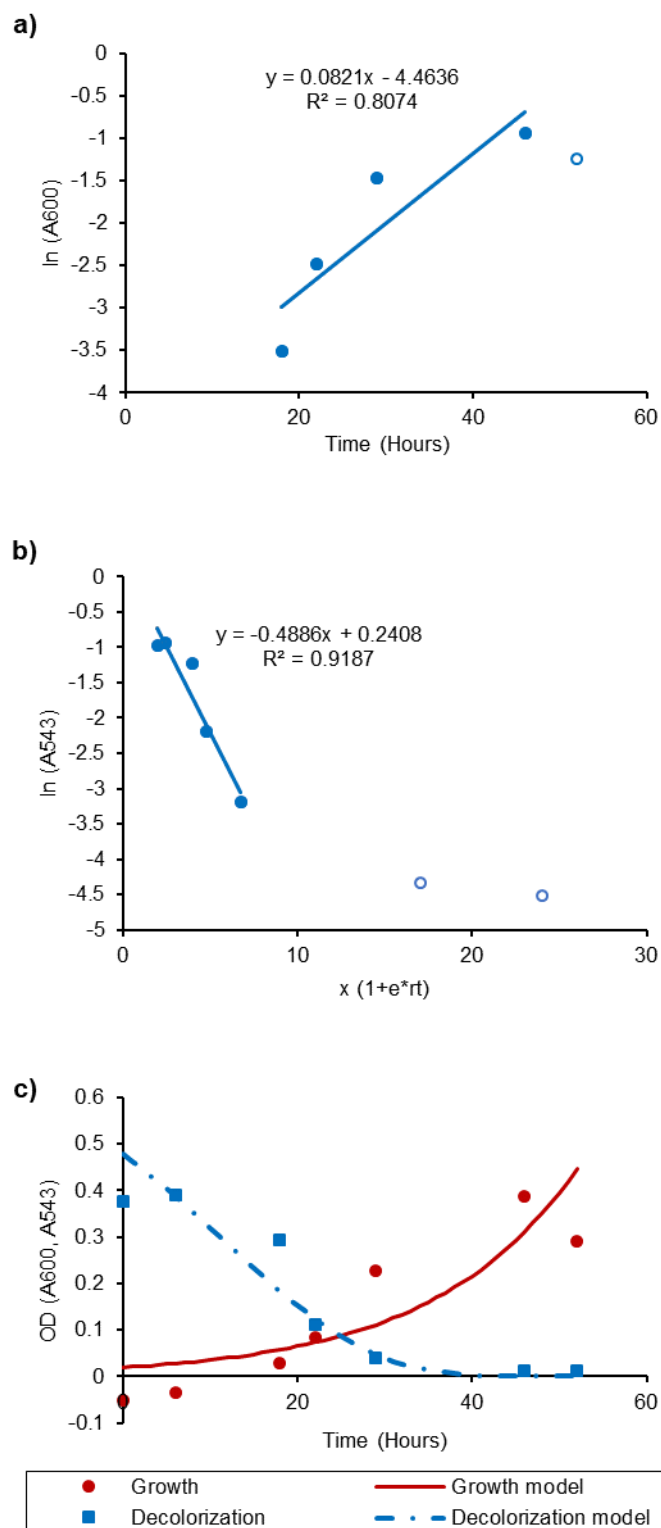 a)
0
-0.5
-1
-1.5
-2
-2.5
-3
-3.5
-4
ln (A600)
y = 0.0821x - 4.4636
R² = 0.8074
0 20 40 60
Time (Hours)
b)
0
-0.5
-1
-1.5
-2
-2.5
-3
-3.5
-4
-4.5
-5
ln (A543)
y = -0.4886x + 0.2408
R² = 0.9187
0 10 20 30
x (1+e*rt)
c)
0.6
0.5
0.4
0.3
0.2
0.1
0
-0.1
OD (A600, A543)
0 20 40 60
Time (Hours)
Growth Growth model
Decolorization Decolorization model